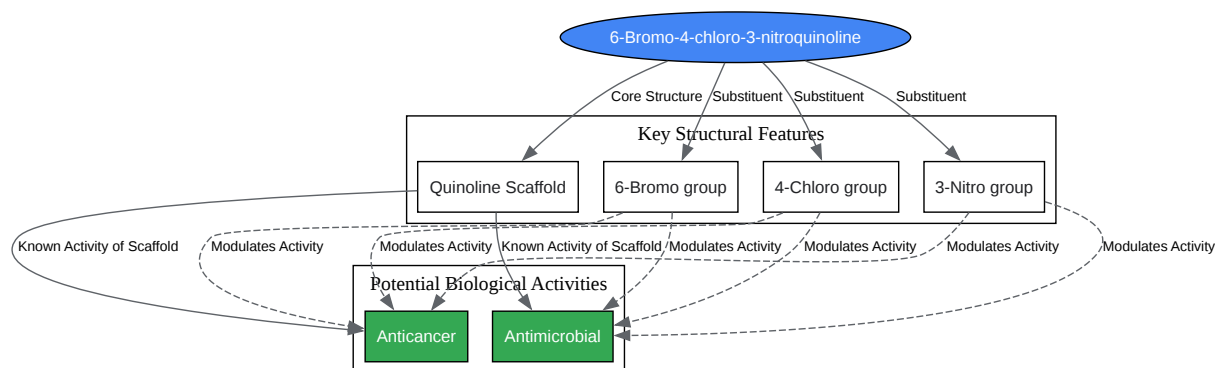 6-Bromo-4-chloro-3-nitroquinoline
Core Structure
Substituent
Substituent
Substituent
Key Structural Features
Quinoline Scaffold
6-Bromo group
4-Chloro group
3-Nitro group
Known Activity of Scaffold
Modulates Activity
Modulates Activity
Known Activity of Scaffold
Modulates Activity
Modulates Activity
Modulates Activity
Modulates Activity
Potential Biological Activities
Anticancer
Antimicrobial